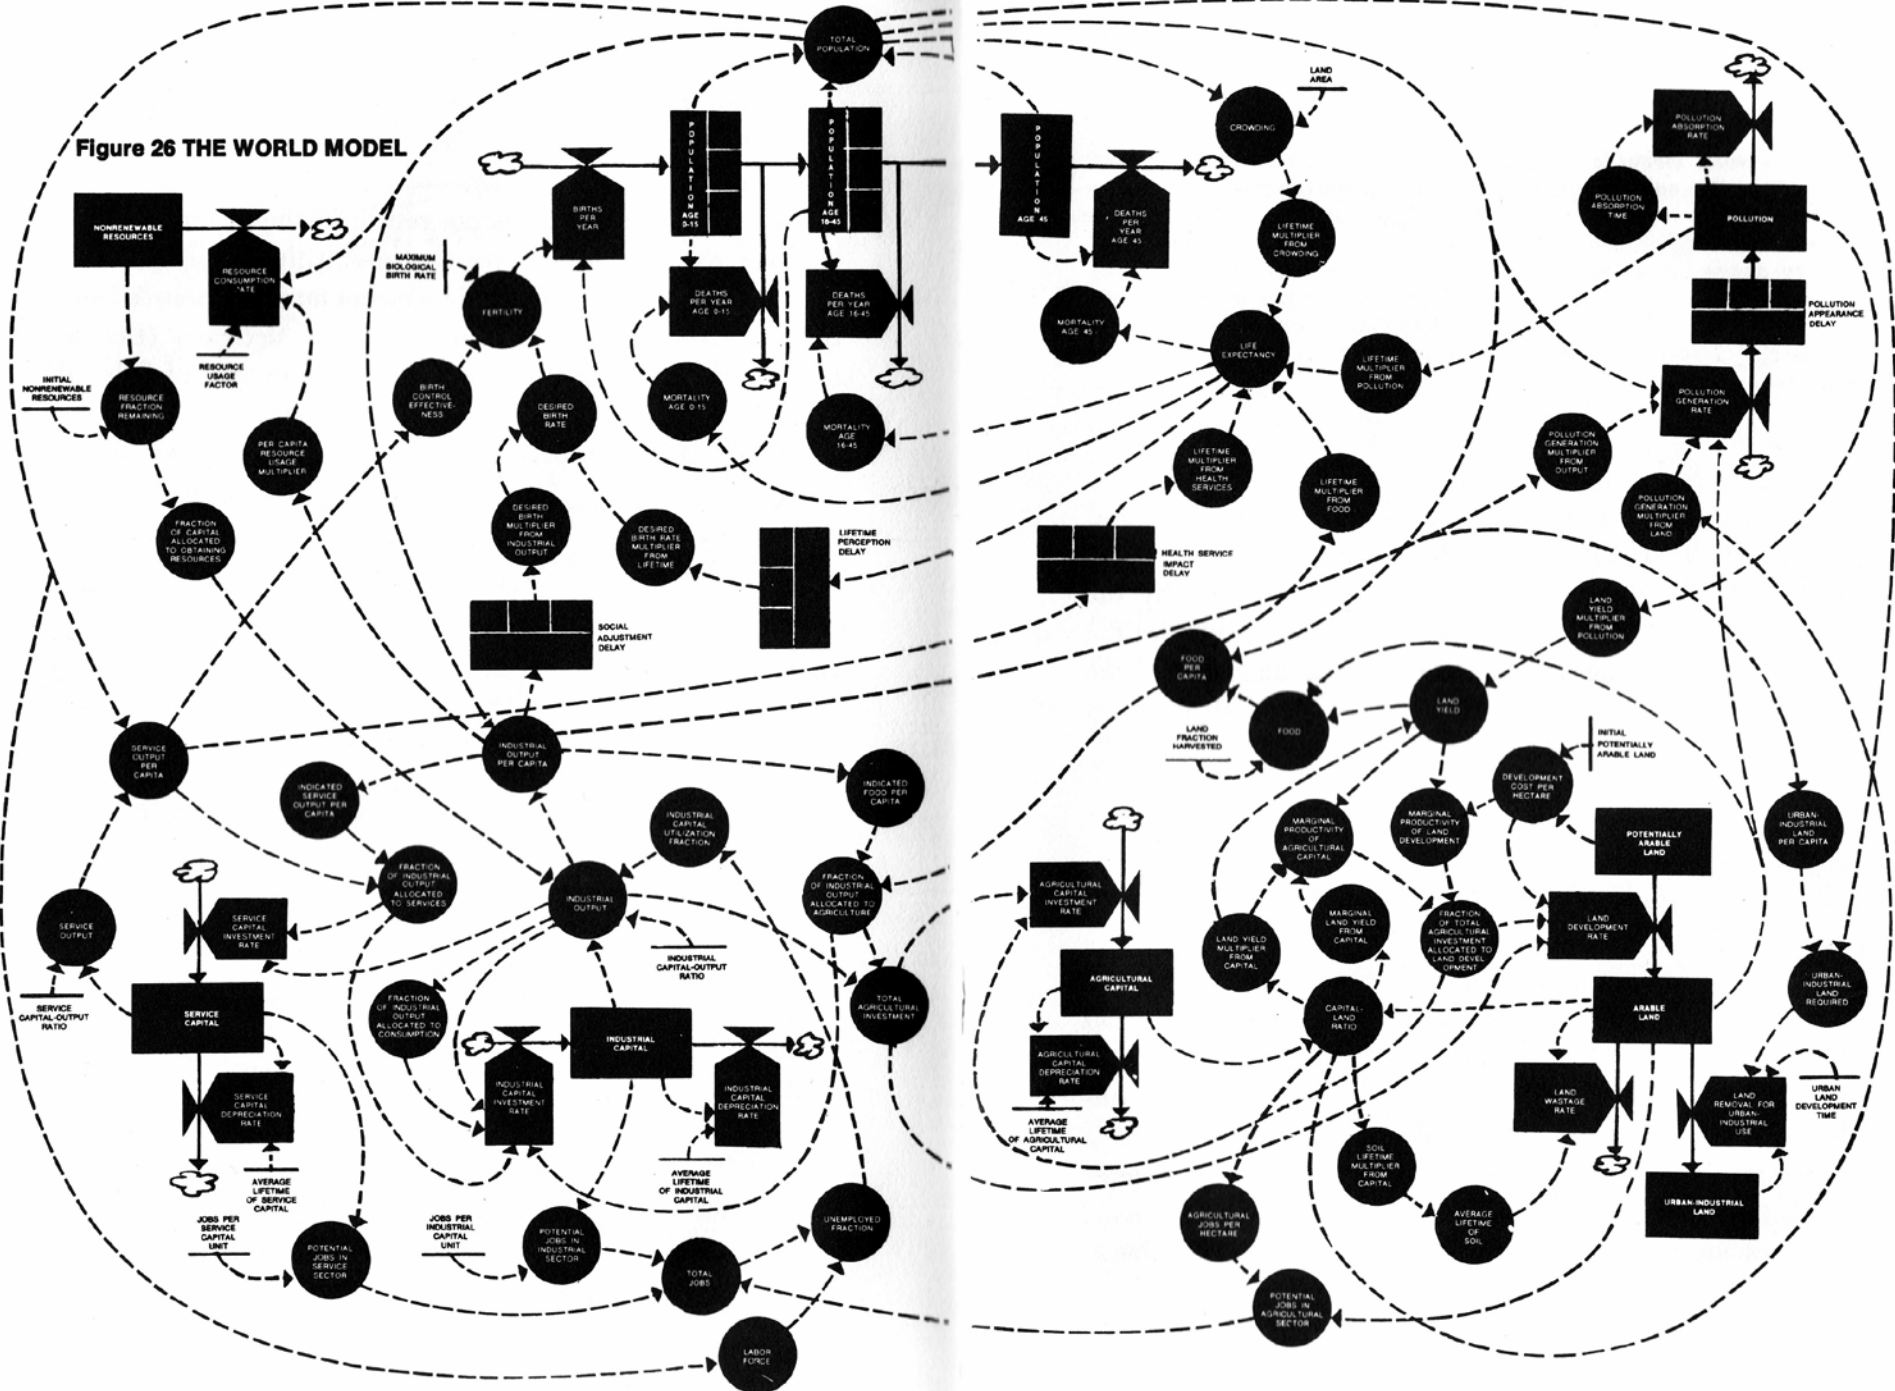 Figure 26 THE WORLD MODEL
TOTAL
POPULATION
NONRENEWABLE
RESOURCES
RESOURCE
CONSUMPTION
RATE
RESOURCE
USAGE
FACTOR
INITIAL
NONRENEWABLE
RESOURCES
RESOURCE
FRACTION
REMAINING
PER CAPITA
RESOURCE
USAGE
MULTIPLIER
FRACTION
OF CAPITAL
ALLOCATED
TO OBTAINING
RESOURCES
MAXIMUM
BIOLOGICAL
BIRTH RATE
FERTILITY
BIRTHS
PER
YEAR
POPULATION
AGE
0-15
POPULATION
AGE
16-45
DEATHS
PER YEAR
AGE 0-15
DEATHS
PER YEAR
AGE 16-45
BIRTH
CONTROL
EFFECTIVE-
NESS
DESIRED
BIRTH
RATE
MORTALITY
AGE 0-15
MORTALITY
AGE
16-45
DESIRED
BIRTH
MULTIPLIER
FROM
INDUSTRIAL
OUTPUT
DESIRED
BIRTH RATE
MULTIPLIER
FROM
LIFETIME
LIFETIME
PERCEPTION
DELAY
SOCIAL
ADJUSTMENT
DELAY
SERVICE
OUTPUT
PER
CAPITA
INDUSTRIAL
OUTPUT
PER CAPITA
INDICATED
SERVICE
OUTPUT PER
CAPITA
INDUSTRIAL
CAPITAL
UTILIZATION
FRACTION
INDICATED
FOOD PER
CAPITA
FRACTION
OF INDUSTRIAL
OUTPUT
ALLOCATED
TO SERVICES
INDUSTRIAL
OUTPUT
FRACTION
OF INDUSTRIAL
OUTPUT
ALLOCATED TO
AGRICULTURE
SERVICE
OUTPUT
SERVICE
CAPITAL
INVESTMENT
RATE
INDUSTRIAL
CAPITAL-OUTPUT
RATIO
SERVICE
CAPITAL-OUTPUT
RATIO
SERVICE
CAPITAL
FRACTION
OF INDUSTRIAL
OUTPUT
ALLOCATED TO
CONSUMPTION
INDUSTRIAL
CAPITAL
TOTAL
AGRICULTURAL
INVESTMENT
SERVICE
CAPITAL
DEPRECIATION
RATE
INDUSTRIAL
CAPITAL
INVESTMENT
RATE
INDUSTRIAL
CAPITAL
DEPRECIATION
RATE
AVERAGE
LIFETIME
OF SERVICE
CAPITAL
AVERAGE
LIFETIME
OF INDUSTRIAL
CAPITAL
JOBS PER
SERVICE
CAPITAL
UNIT
JOBS PER
INDUSTRIAL
CAPITAL
UNIT
POTENTIAL
JOBS IN
SERVICE
SECTOR
POTENTIAL
JOBS IN
INDUSTRIAL
SECTOR
UNEMPLOYED
FRACTION
TOTAL
JOBS
LABOR
FORCE
LAND
AREA
CROWDING
POPULATION
AGE 45
DEATHS
PER
YEAR
AGE 45
LIFETIME
MULTIPLIER
FROM
CROWDING
MORTALITY
AGE 45
LIFE
EXPECTANCY
LIFETIME
MULTIPLIER
FROM
POLLUTION
LIFETIME
MULTIPLIER
FROM
HEALTH
SERVICES
LIFETIME
MULTIPLIER
FROM
FOOD
HEALTH SERVICE
IMPACT
DELAY
POLLUTION
ABSORPTION
RATE
POLLUTION
ABSORPTION
TIME
POLLUTION
POLLUTION
APPEARANCE
DELAY
POLLUTION
GENERATION
RATE
POLLUTION
GENERATION
MULTIPLIER
FROM
OUTPUT
POLLUTION
GENERATION
MULTIPLIER
FROM
LAND
LAND
YIELD
MULTIPLIER
FROM
POLLUTION
FOOD
PER
CAPITA
LAND
YIELD
FOOD
LAND
FRACTION
HARVESTED
INITIAL
POTENTIALLY
ARABLE LAND
DEVELOPMENT
COST PER
HECTARE
MARGINAL
PRODUCTIVITY
OF
AGRICULTURAL
CAPITAL
MARGINAL
PRODUCTIVITY
OF LAND
DEVELOPMENT
POTENTIALLY
ARABLE
LAND
URBAN-
INDUSTRIAL
LAND
PER CAPITA
AGRICULTURAL
CAPITAL
INVESTMENT
RATE
LAND YIELD
MULTIPLIER
FROM
CAPITAL
MARGINAL
LAND YIELD
FROM
CAPITAL
FRACTION
OF TOTAL
AGRICULTURAL
INVESTMENT
ALLOCATED TO
LAND DEVEL
OPMENT
LAND
DEVELOPMENT
RATE
AGRICULTURAL
CAPITAL
CAPITAL-
LAND
RATIO
ARABLE
LAND
URBAN-
INDUSTRIAL
LAND
REQUIRED
AGRICULTURAL
CAPITAL
DEPRECIATION
RATE
AVERAGE
LIFETIME
OF AGRICULTURAL
CAPITAL
LAND
WASTAGE
RATE
LAND
REMOVAL FOR
URBAN-
INDUSTRIAL
USE
URBAN
LAND
DEVELOPMENT
TIME
SOIL
LIFETIME
MULTIPLIER
FROM
CAPITAL
AGRICULTURAL
JOBS PER
HECTARE
AVERAGE
LIFETIME
OF
SOIL
URBAN-INDUSTRIAL
LAND
POTENTIAL
JOBS IN
AGRICULTURAL
SECTOR